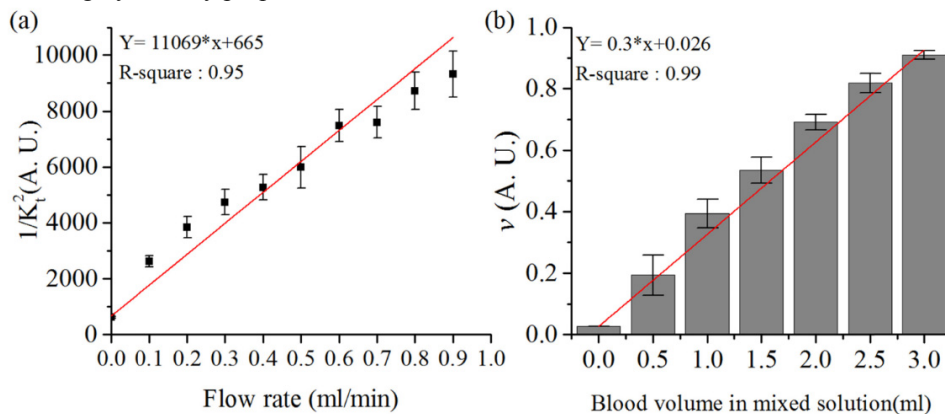 (a)
Y= 11069*x+665
R-square : 0.95
1/K_t^2(A. U.)
10000
8000
6000
4000
2000
0
0.0 0.1 0.2 0.3 0.4 0.5 0.6 0.7 0.8 0.9 1.0
Flow rate (ml/min)
(b)
Y= 0.3*x+0.026
R-square : 0.99
v (A. U.)
1.0
0.8
0.6
0.4
0.2
0.0
0.0 0.5 1.0 1.5 2.0 2.5 3.0
Blood volume in mixed solution(ml)